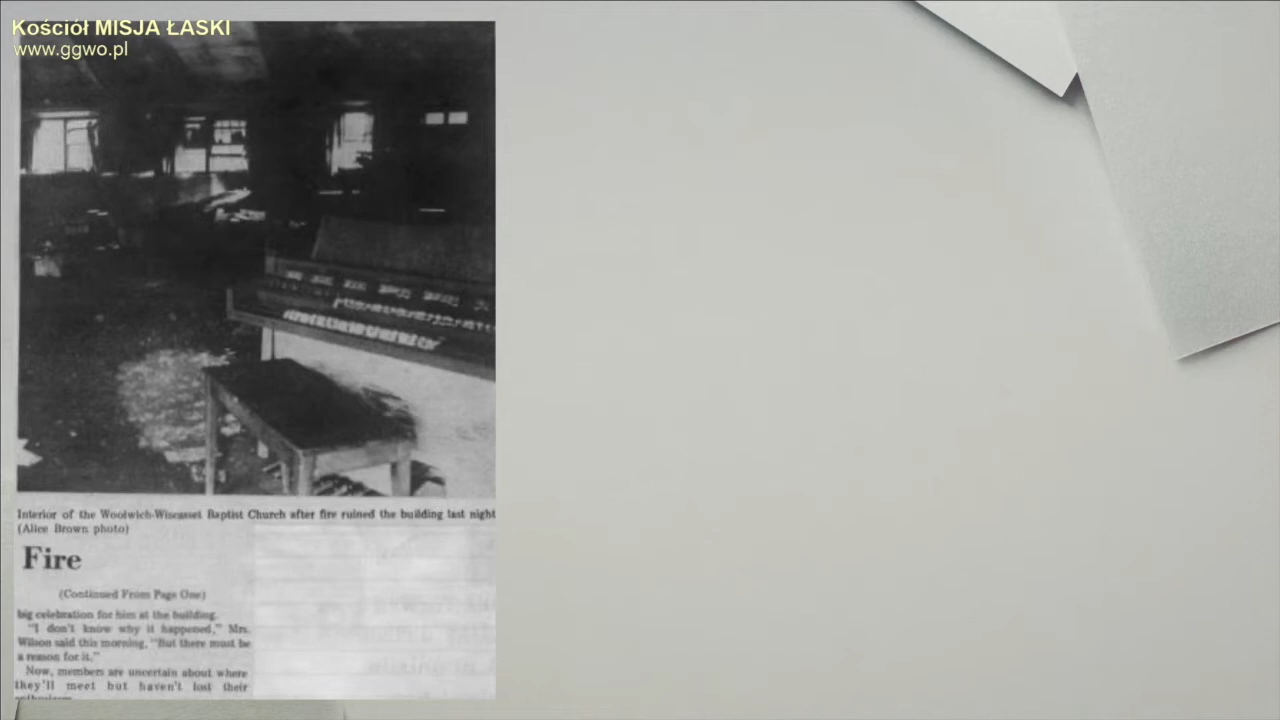 Kościół MISJA ŁASKI
www.ggwo.pl
Interior of the Woolwich-Wiscasset Baptist Church after fire ruined the building last night
(Alice Brown photo)
Fire
(Continued From Page One)
big celebration for him at the building.
"I don't know why it happened," Mrs.
Wilson said this morning, "But there must be
a reason for it."
Now, members are uncertain about where
they'll meet but haven't lost their